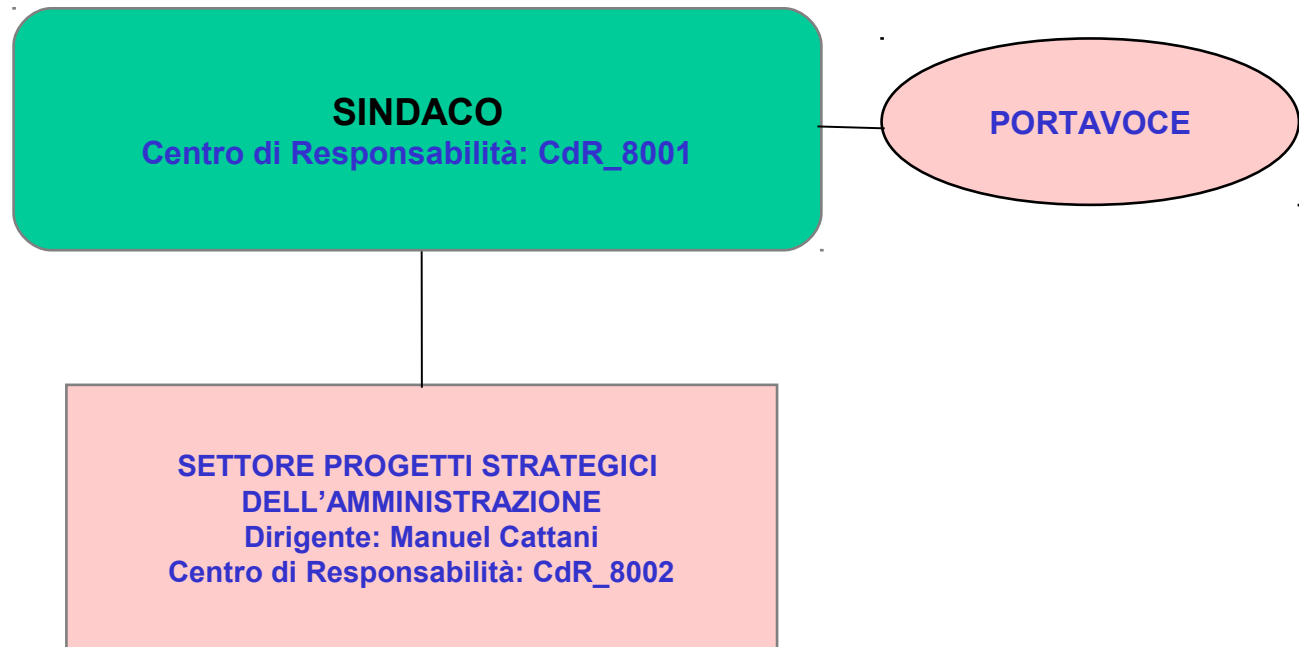 SINDACO
Centro di Responsabilità: CdR_8001
PORTAVOCE
SETTORE PROGETTI STRATEGICI
DELL’AMMINISTRAZIONE
Dirigente: Manuel Cattani
Centro di Responsabilità: CdR_8002